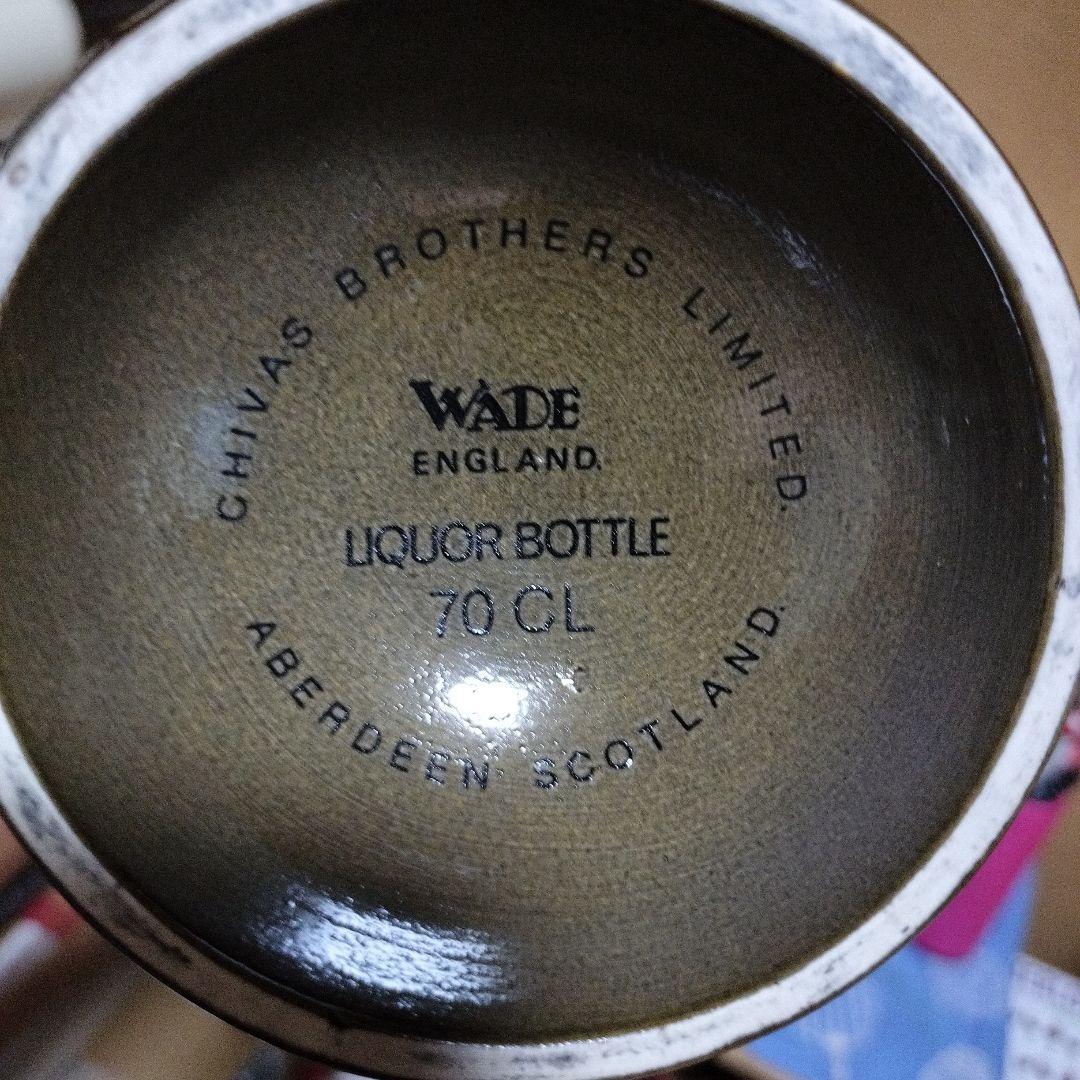 CHIVAS BROTHERS LIMITED.
WADE
ENGLAND.
LIQUOR BOTTLE
70 CL
ABERDEEN SCOTLAND.